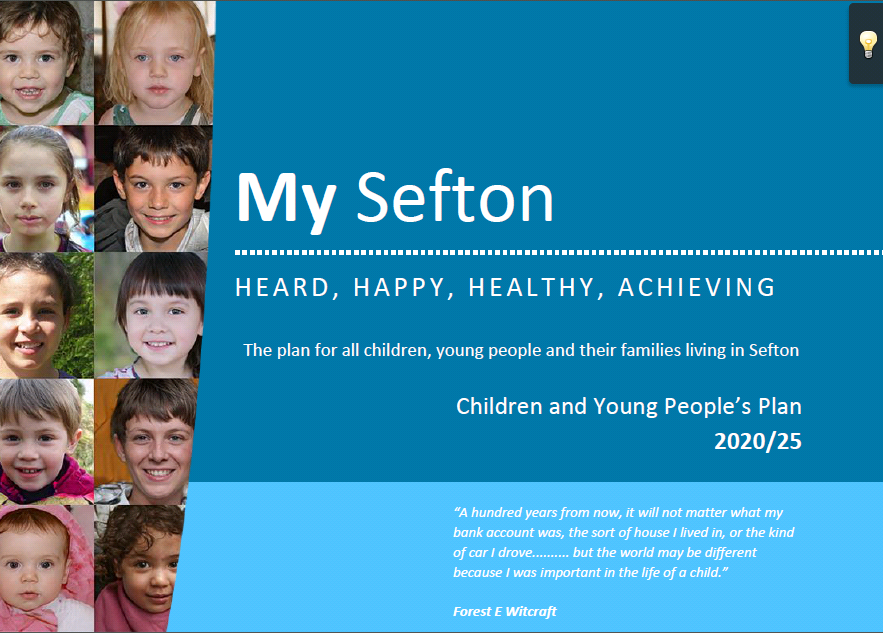 My Sefton
HEARD, HAPPY, HEALTHY, ACHIEVING
The plan for all children, young people and their families living in Sefton
Children and Young People’s Plan
2020/25
“A hundred years from now, it will not matter what my
bank account was, the sort of house I lived in, or the kind
of car I drove.......... but the world may be different
because I was important in the life of a child.”
Forest E Witcraft